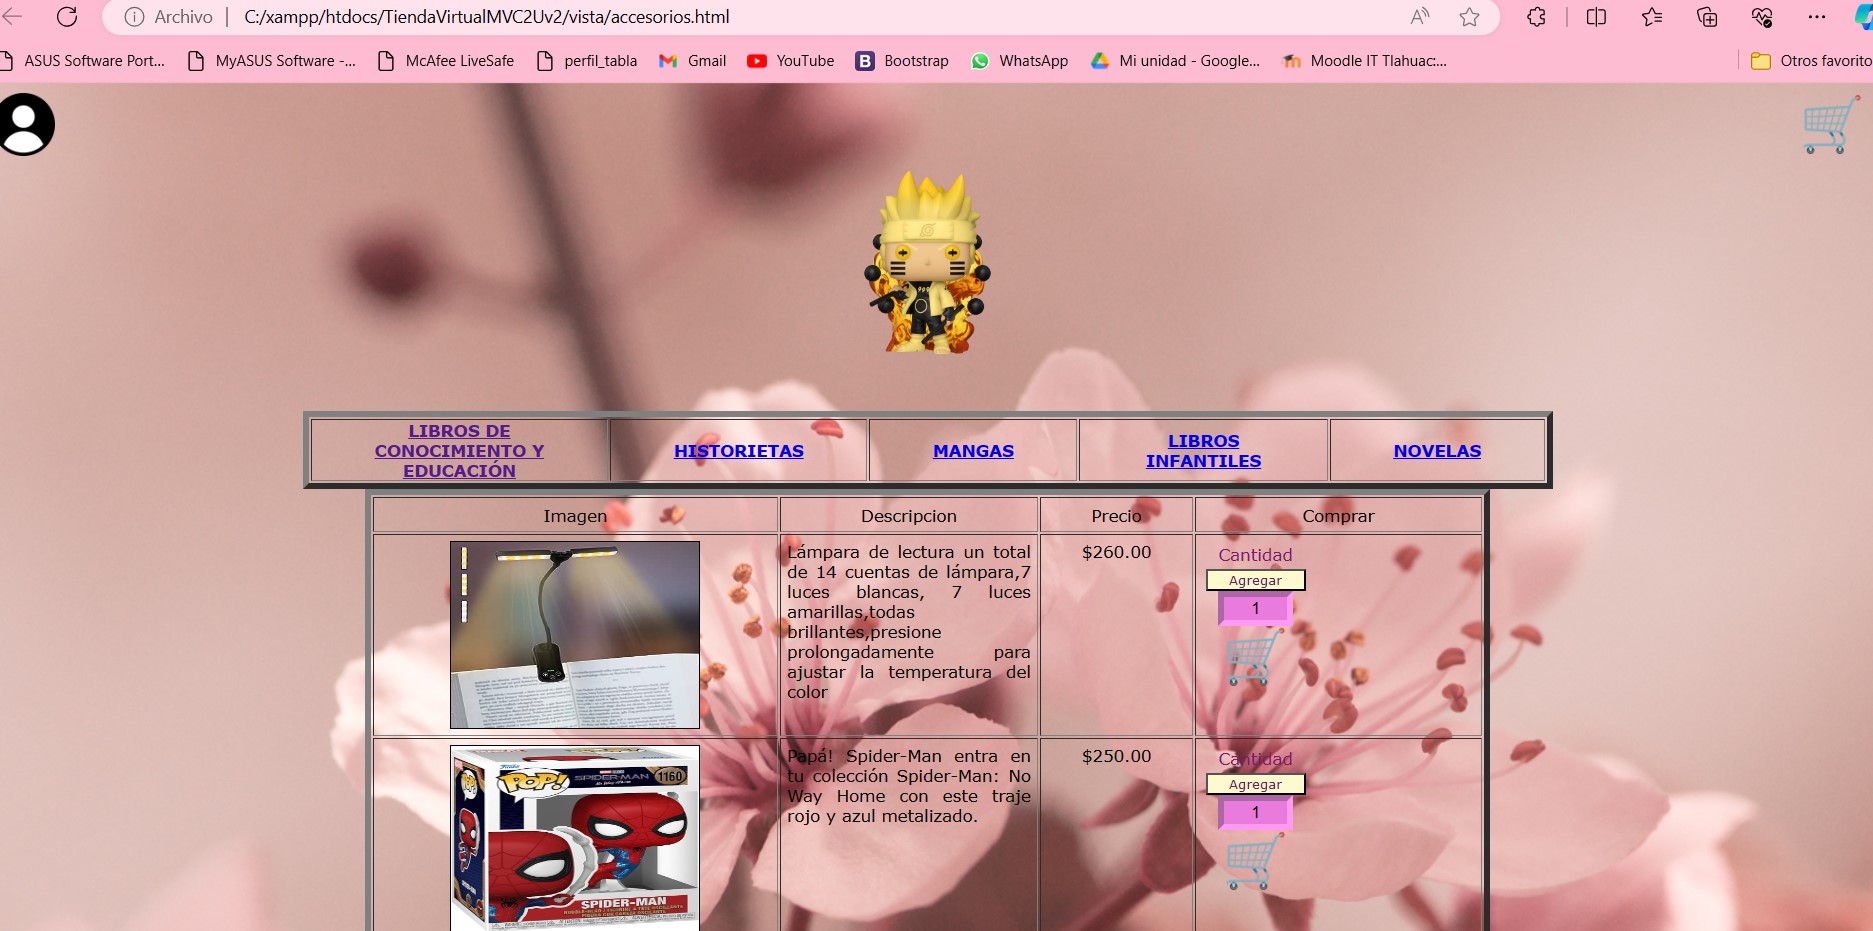 Archivo | C:/xampp/htdocs/TiendaVirtualMVC2Uv2/vista/accesorios.html
ASUS Software Port... MyASUS Software -... McAfee LiveSafe perfil_tabla Gmail YouTube Bootstrap WhatsApp Mi unidad - Google... Moodle IT Tlahuac:... Otros favorito
LIBROS DE
CONOCIMIENTO Y
EDUCACIÓN
HISTORIETAS
MANGAS
LIBROS
INFANTILES
NOVELAS
Imagen Descripcion Precio Comprar
Lámpara de lectura un total
de 14 cuentas de lámpara,7
luces blancas, 7 luces
amarillas,todas
brillantes,presione
prolongadamente para
ajustar la temperatura del
color
$260.00
Cantidad
Agregar
1
Funko
POP!
SPIDER-MAN
1160
POP!
SPIDER-MAN
Papá! Spider-Man entra en
tu colección Spider-Man: No
Way Home con este traje
rojo y azul metalizado.
$250.00
Cantidad
Agregar
1